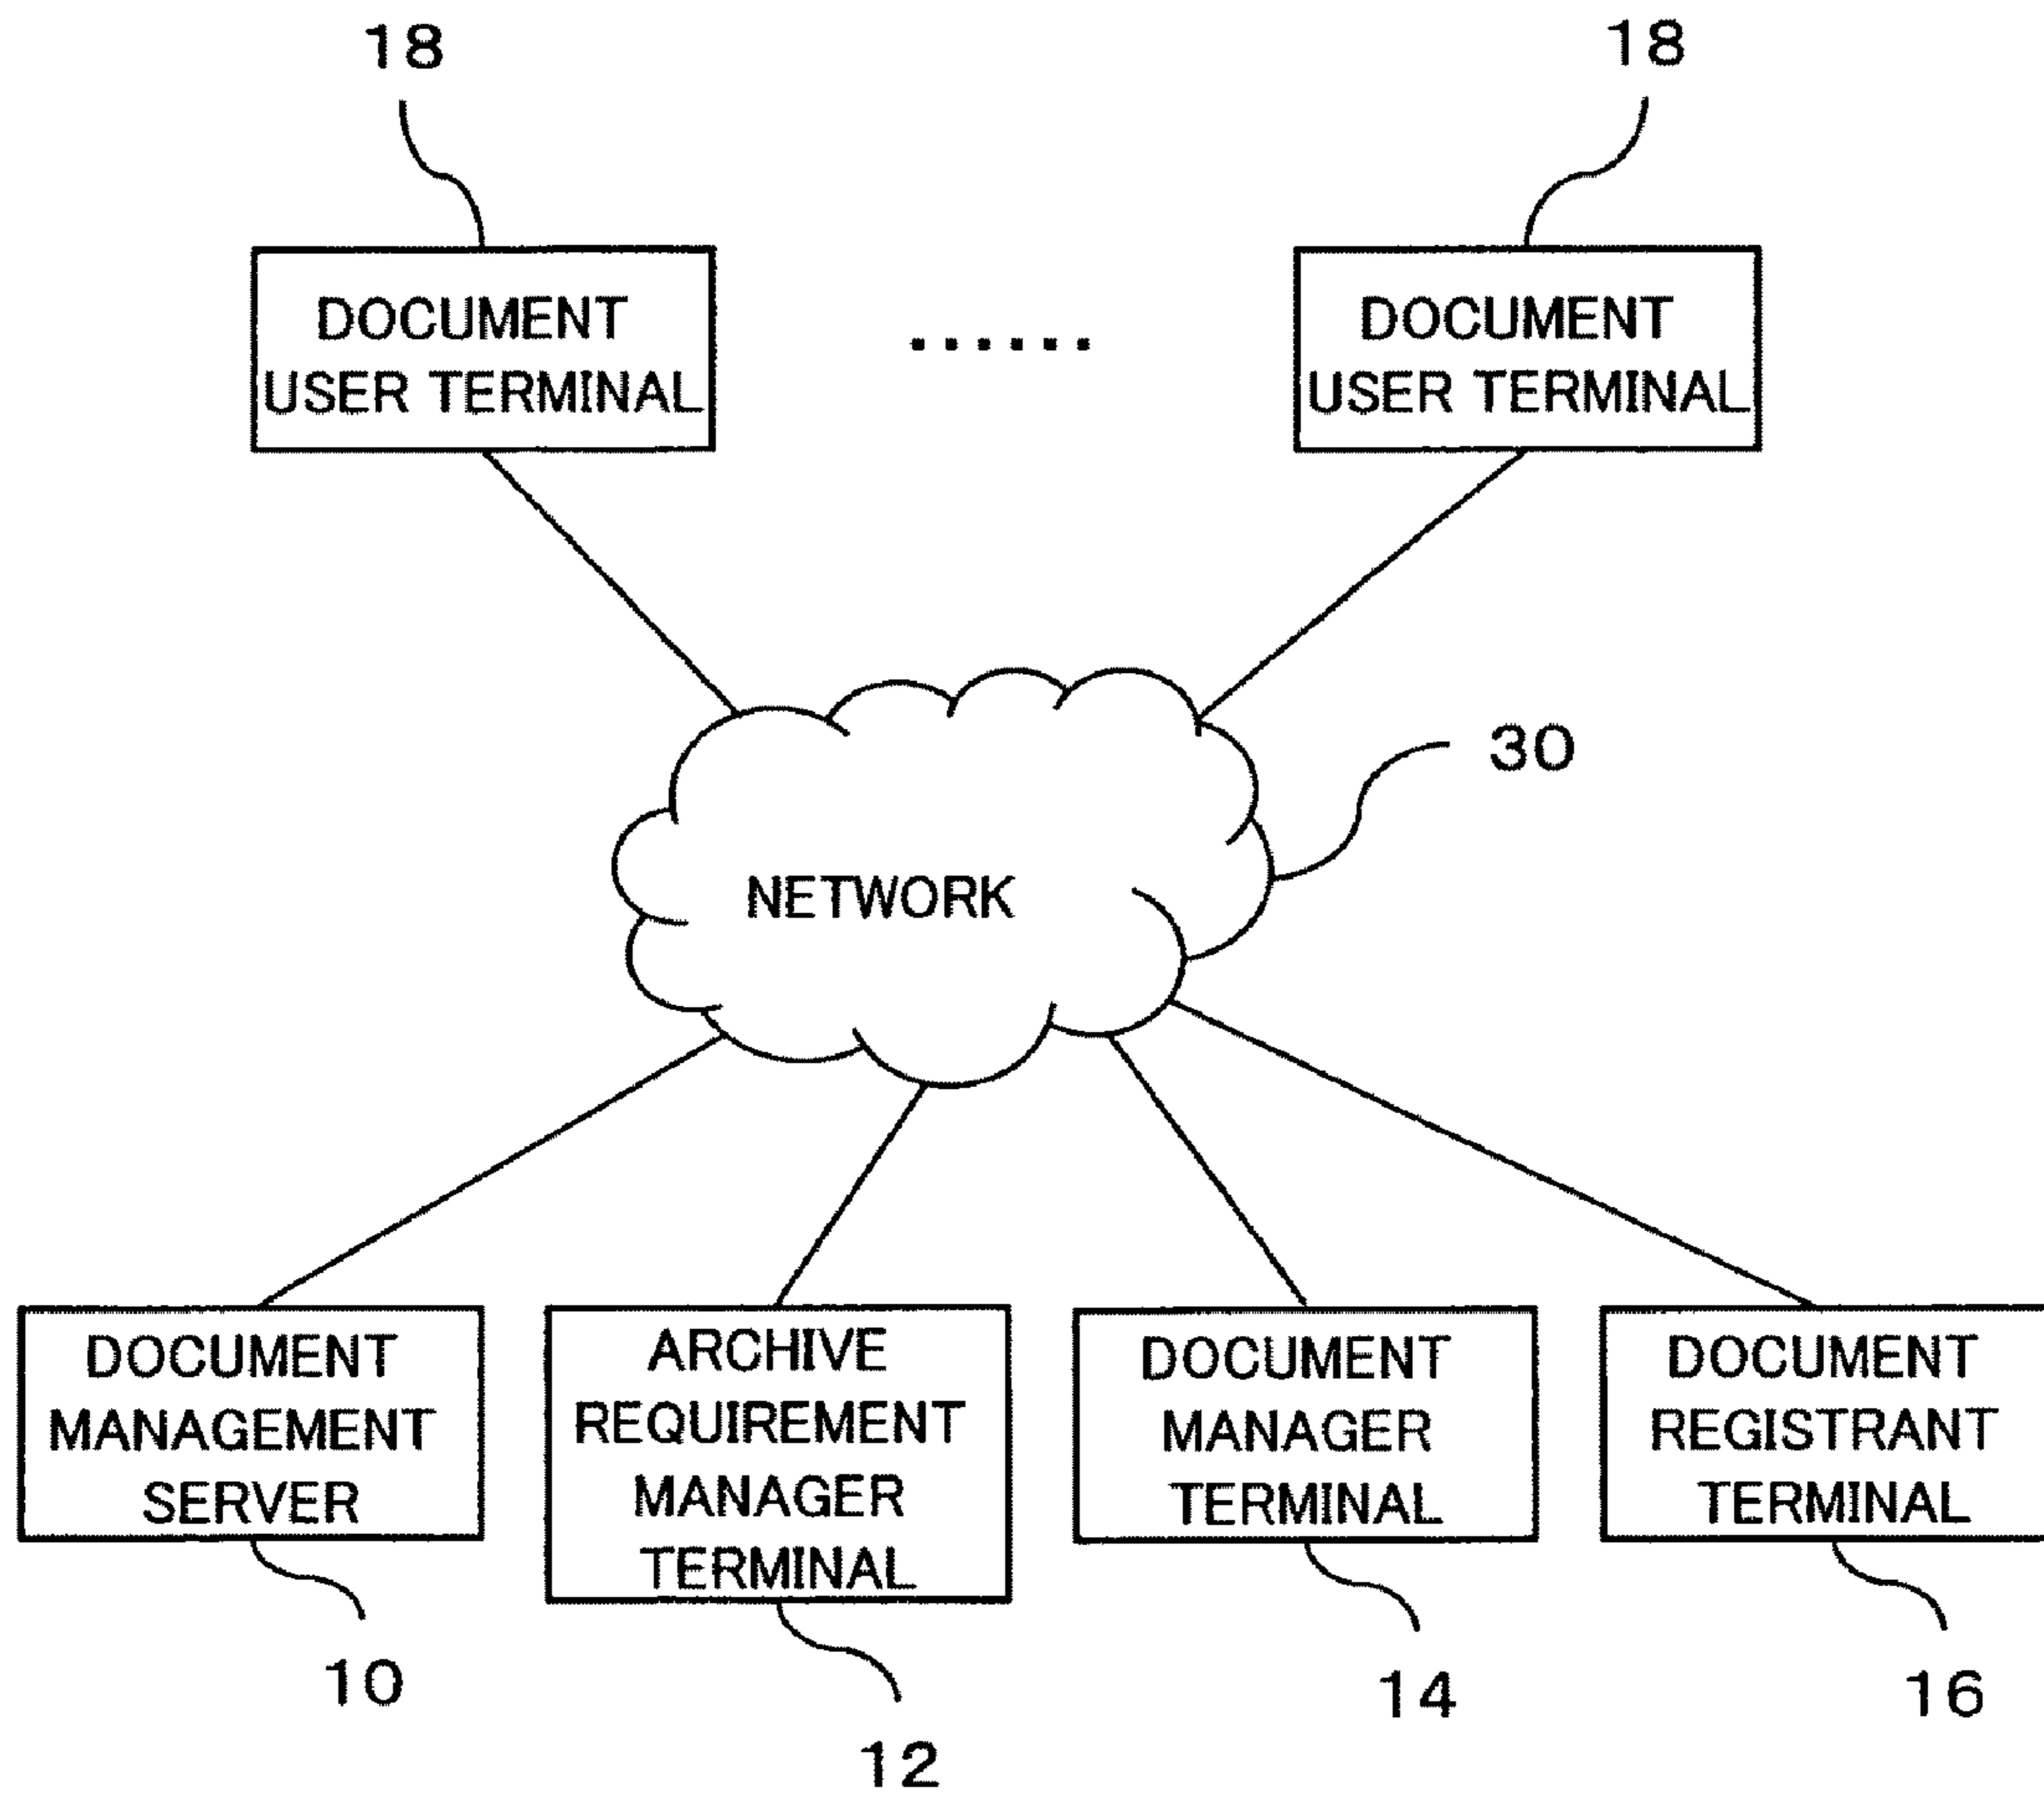 18
18
DOCUMENT
USER TERMINAL
......
DOCUMENT
USER TERMINAL
30
NETWORK
DOCUMENT
MANAGEMENT
SERVER
ARCHIVE
REQUIREMENT
MANAGER
TERMINAL
DOCUMENT
MANAGER
TERMINAL
DOCUMENT
REGISTRANT
TERMINAL
10
12
14
16